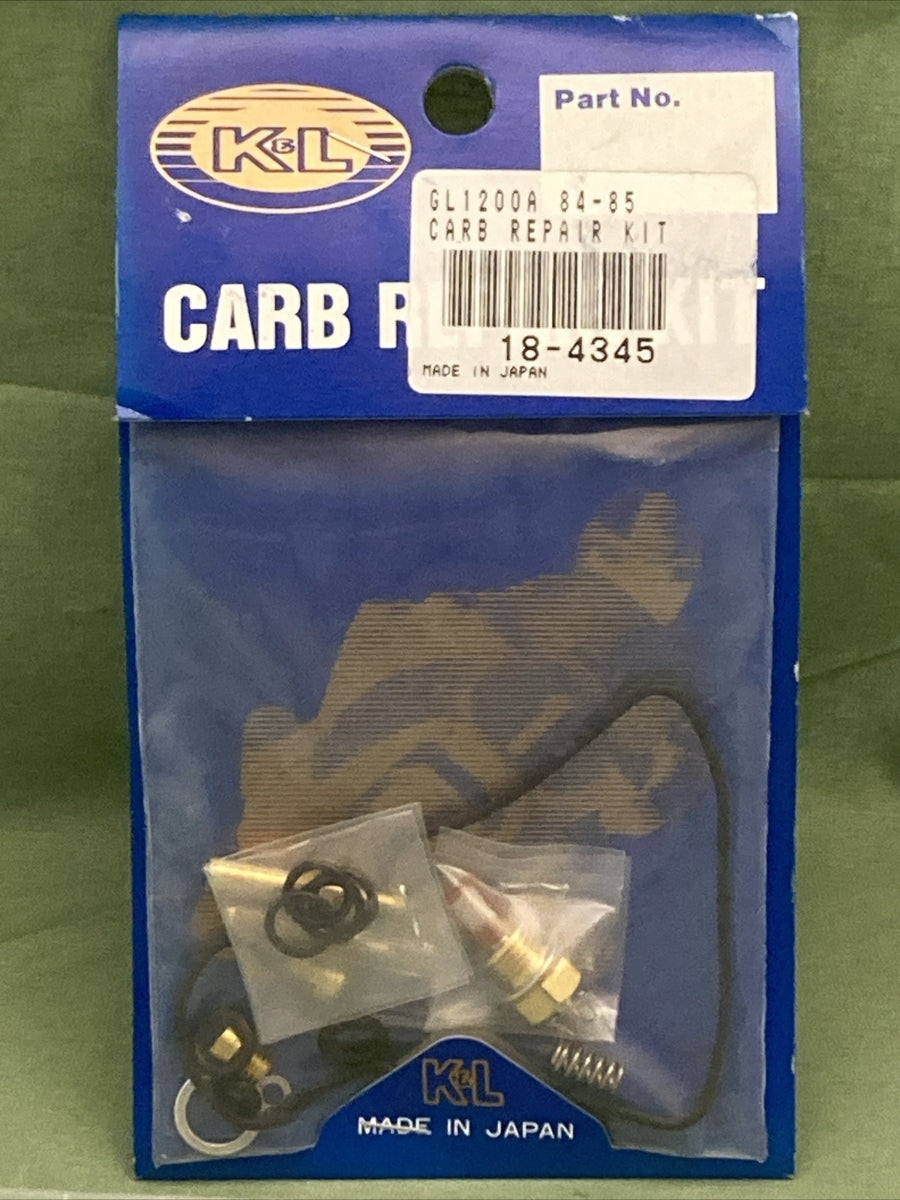 K&L
Part No.
GL1200A 84-85
CARB REPAIR KIT
CARB R KIT
18-4345
MADE IN JAPAN
K&L
MADE IN JAPAN